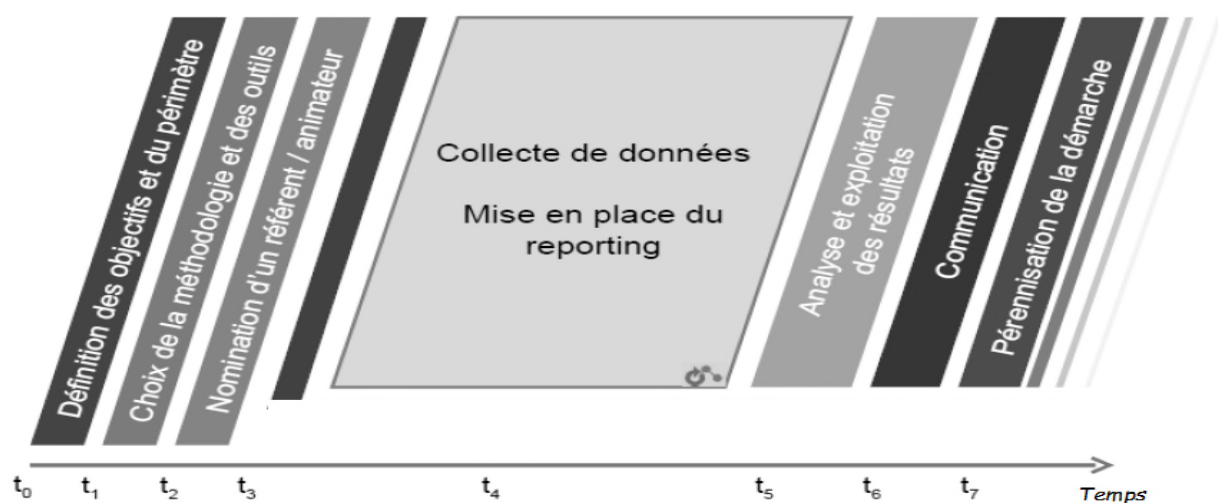 Définition des objectifs et du périmètre
Choix de la méthodologie et des outils
Nomination d'un référent / animateur
Collecte de données
Mise en place du
reporting
Analyse et exploitation
des résultats
Communication
Pérennisation de la démarche
t₀ t₁ t₂ t₃ t₄ t₅ t₆ t₇ Temps